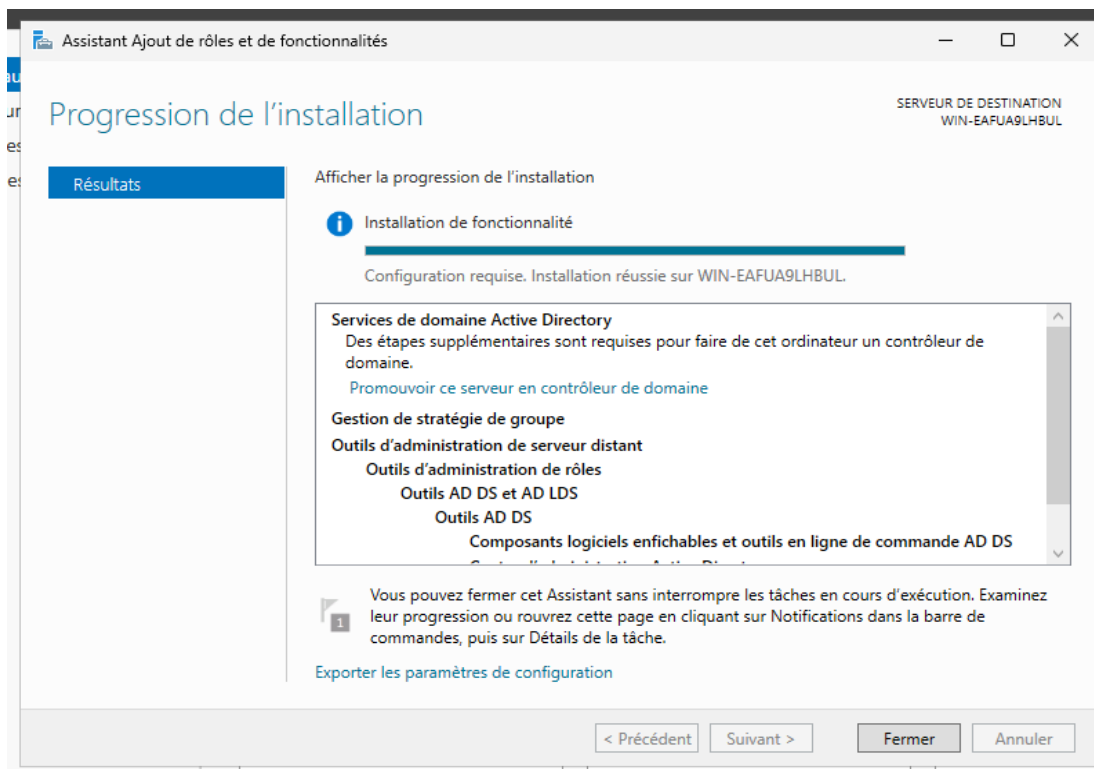 Assistant Ajout de rôles et de fonctionnalités
Progression de l’installation
SERVEUR DE DESTINATION
WIN-EAFUA9LHBUL
Résultats
Afficher la progression de l’installation
Installation de fonctionnalité
Configuration requise. Installation réussie sur WIN-EAFUA9LHBUL.
Services de domaine Active Directory
Des étapes supplémentaires sont requises pour faire de cet ordinateur un contrôleur de
domaine.
Promouvoir ce serveur en contrôleur de domaine
Gestion de stratégie de groupe
Outils d’administration de serveur distant
Outils d’administration de rôles
Outils AD DS et AD LDS
Outils AD DS
Composants logiciels enfichables et outils en ligne de commande AD DS
1
Vous pouvez fermer cet Assistant sans interrompre les tâches en cours d’exécution. Examinez
leur progression ou rouvrez cette page en cliquant sur Notifications dans la barre de
commandes, puis sur Détails de la tâche.
Exporter les paramètres de configuration
< Précédent
Suivant >
Fermer
Annuler